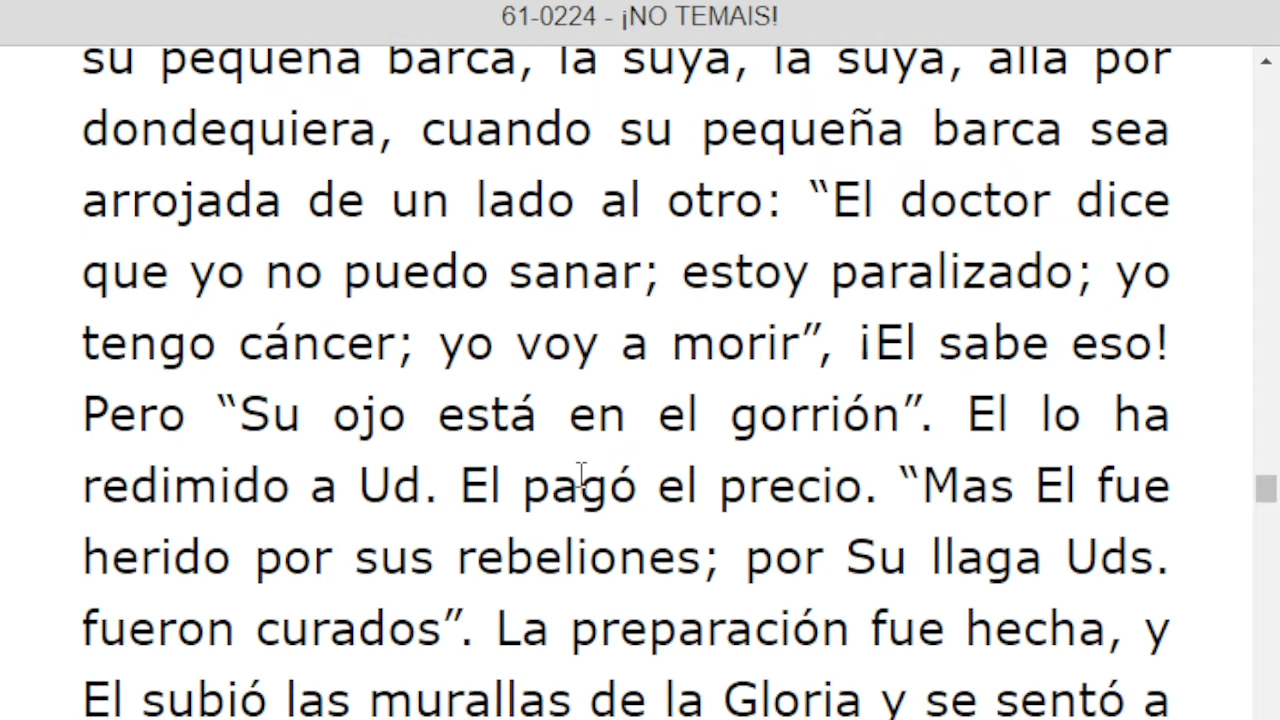 61-0224 - ¡NO TEMAIS!
su pequeña barca, la suya, la suya, allá por
dondequiera, cuando su pequeña barca sea
arrojada de un lado al otro: “El doctor dice
que yo no puedo sanar; estoy paralizado; yo
tengo cáncer; yo voy a morir”, ¡El sabe eso!
Pero “Su ojo está en el gorrión”. El lo ha
redimido a Ud. El pagó el precio. “Mas El fue
herido por sus rebeliones; por Su llaga Uds.
fueron curados”. La preparación fue hecha, y
El subió las murallas de la Gloria y se sentó a